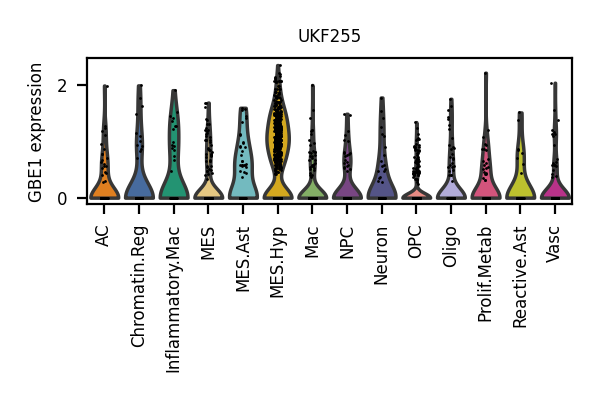 UKF255
GBE1 expression
2
0
AC
Chromatin.Reg
Inflammatory.Mac
MES
MES.Ast
MES.Hyp
Mac
NPC
Neuron
OPC
Oligo
Prolif.Metab
Reactive.Ast
Vasc